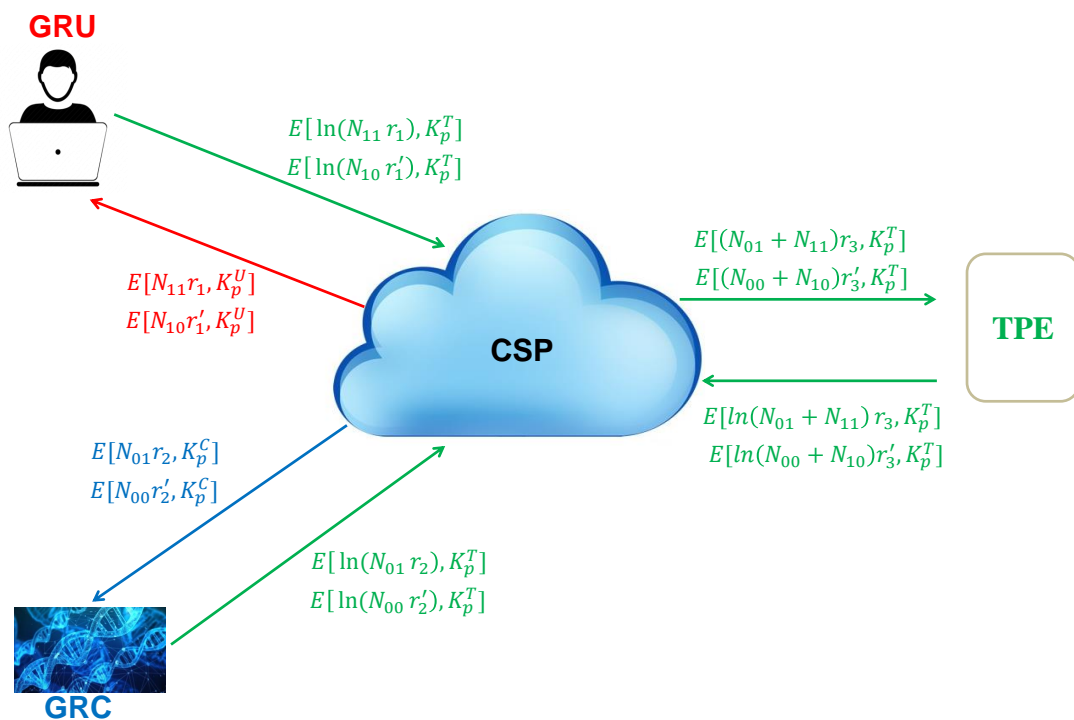 GRU
E[ln(N₁₁ r₁), Kₚᵀ]
E[ln(N₁₀ r₁′), Kₚᵀ]
E[(N₀₁ + N₁₁)r₃, Kₚᵀ]
E[(N₀₀ + N₁₀)r₃′, Kₚᵀ]
E[N₁₁r₁, Kₚᵁ]
E[N₁₀r₁′, Kₚᵁ]
TPE
CSP
E[ln(N₀₁ + N₁₁) r₃, Kₚᵀ]
E[ln(N₀₀ + N₁₀)r₃′, Kₚᵀ]
E[N₀₁r₂, Kₚᶜ]
E[N₀₀r₂′, Kₚᶜ]
E[ln(N₀₁ r₂), Kₚᵀ]
E[ln(N₀₀ r₂′), Kₚᵀ]
GRC